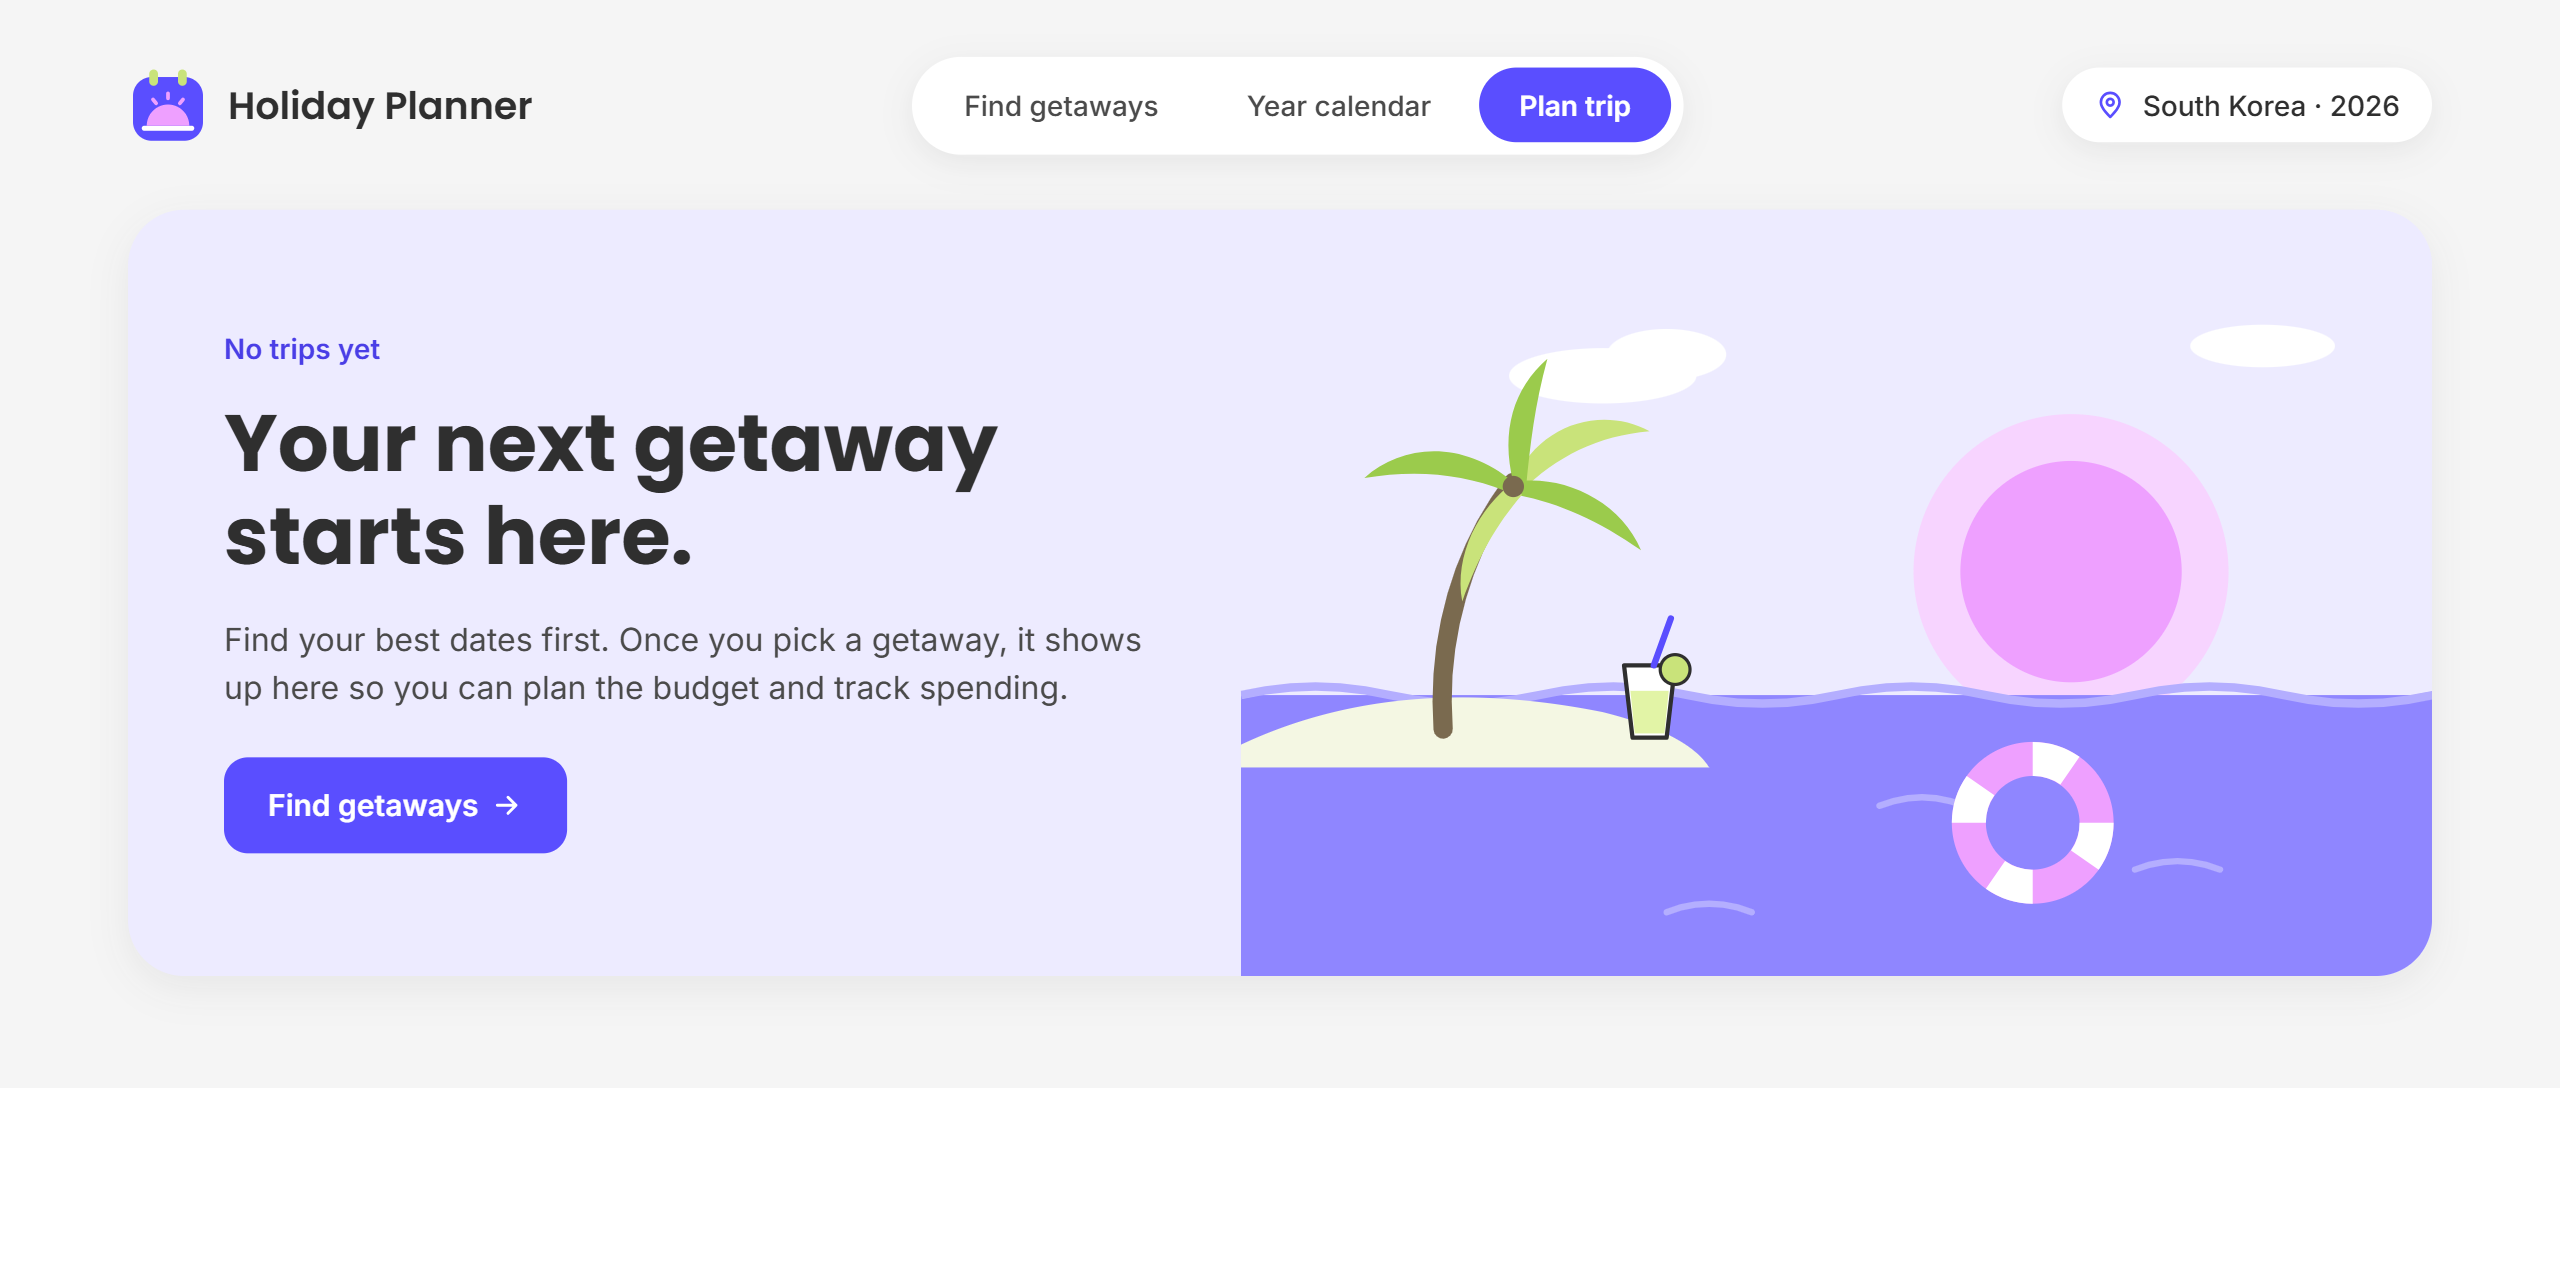 Holiday Planner
Find getaways
Year calendar
Plan trip
South Korea · 2026
No trips yet
Your next getaway
starts here.
Find your best dates first. Once you pick a getaway, it shows
up here so you can plan the budget and track spending.
Find getaways →